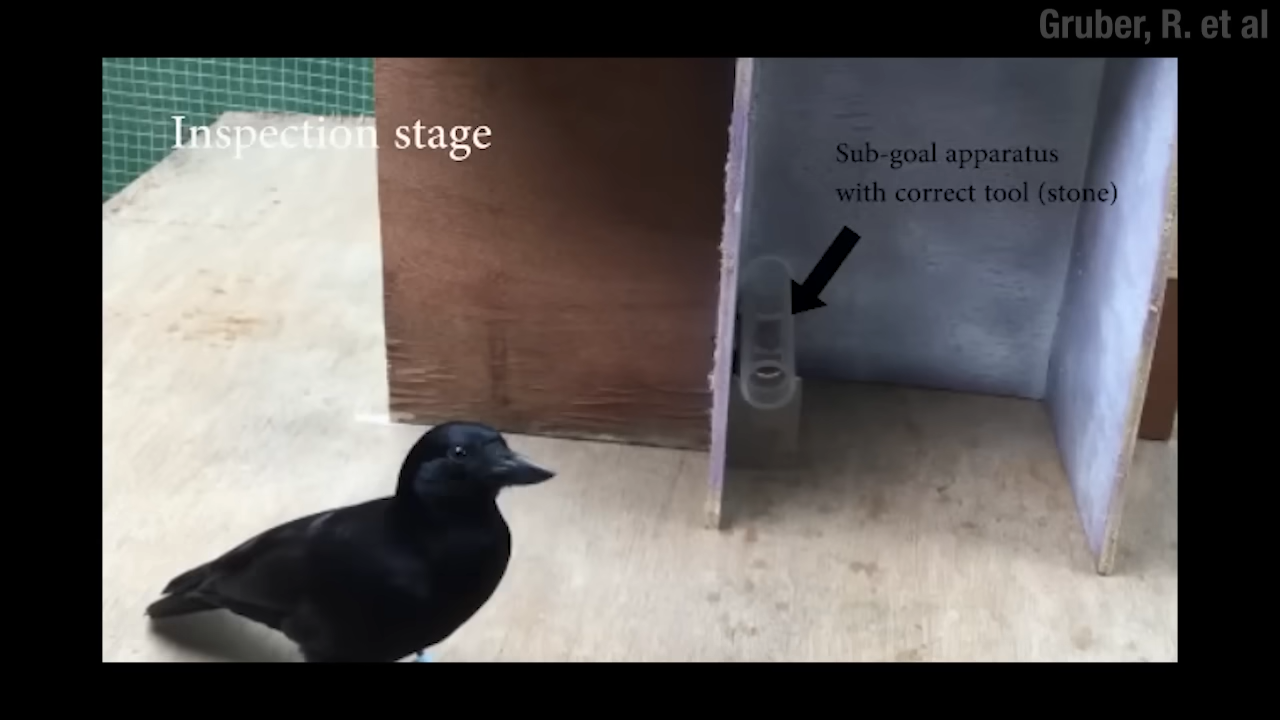 Gruber, R. et al
Inspection stage
Sub-goal apparatus
with correct tool (stone)